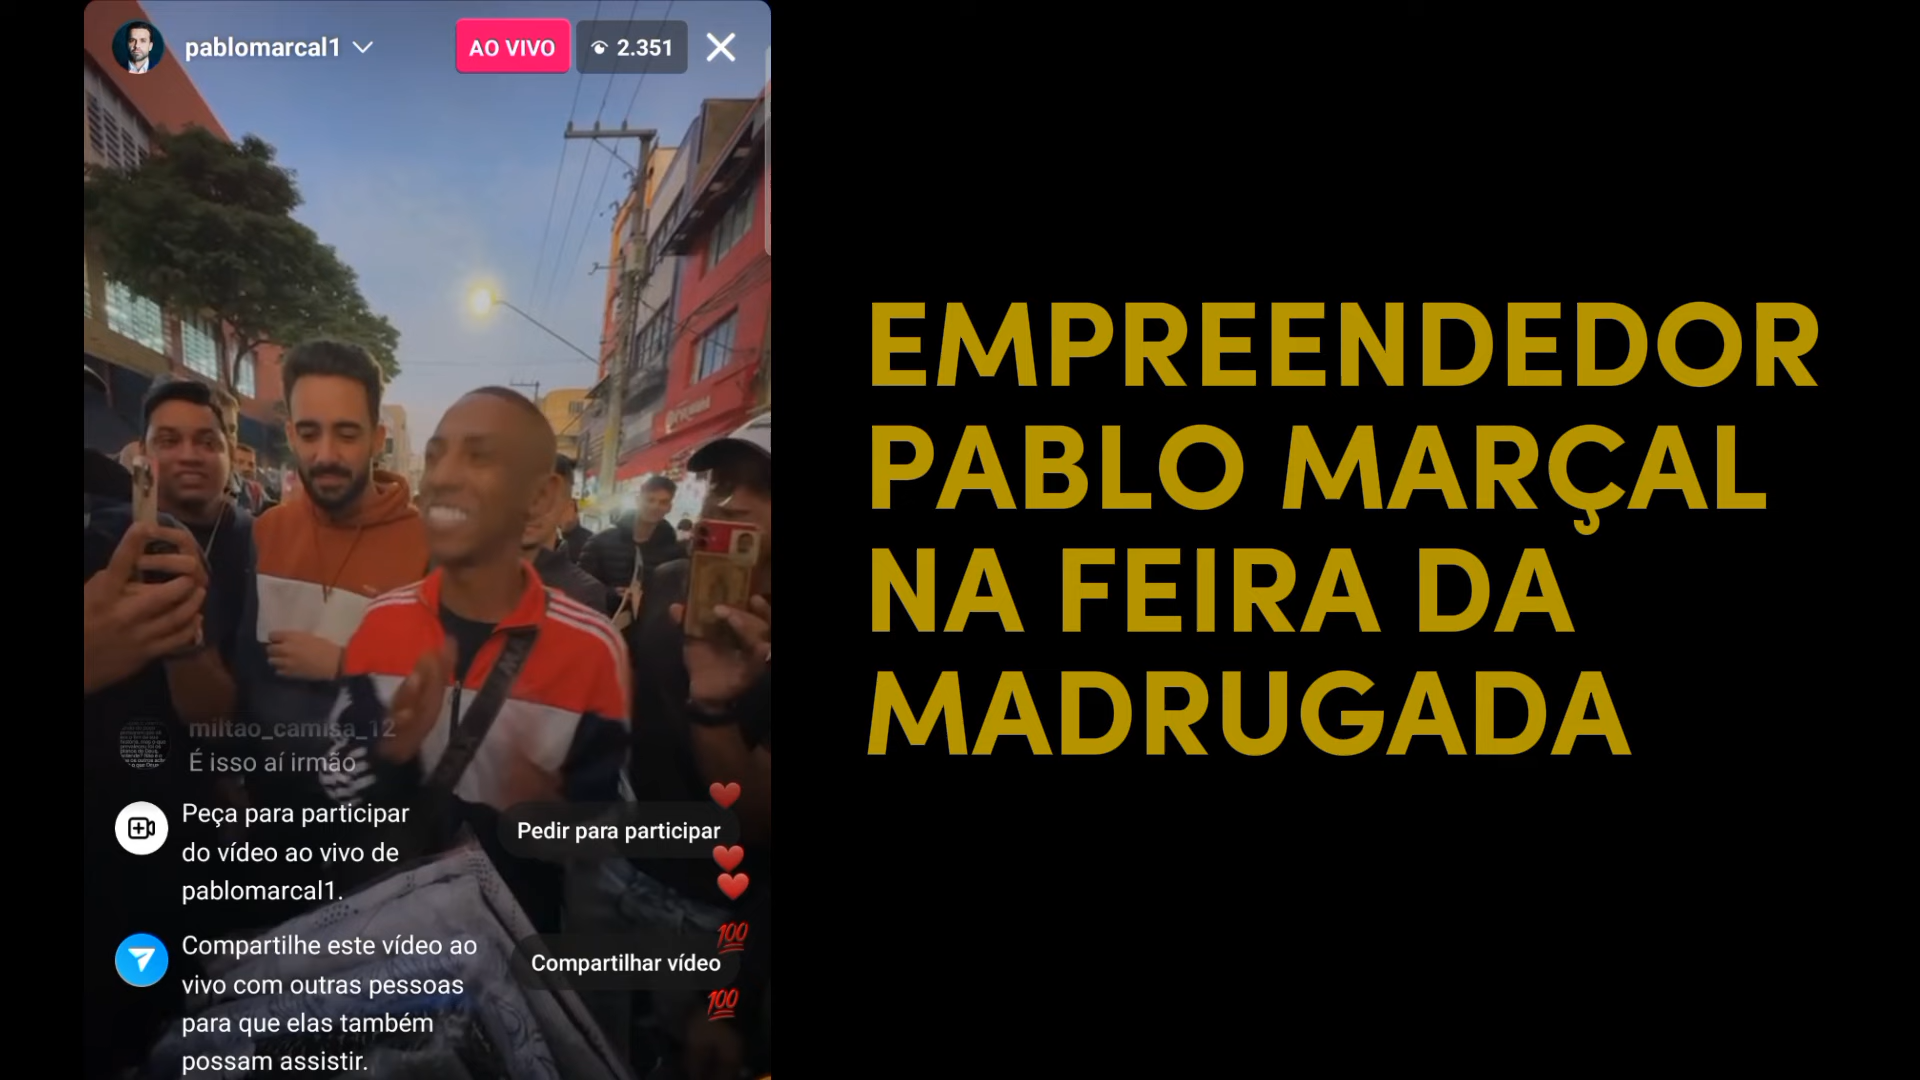 pablomarcal1
AO VIVO
2.351
miltao_camisa_12
É isso aí irmão
Peça para participar
do vídeo ao vivo de
pablomarcal1.
Pedir para participar
Compartilhe este vídeo ao
vivo com outras pessoas
para que elas também
possam assistir.
Compartilhar vídeo
100
100
EMPREENDEDOR
PABLO MARÇAL
NA FEIRA DA
MADRUGADA